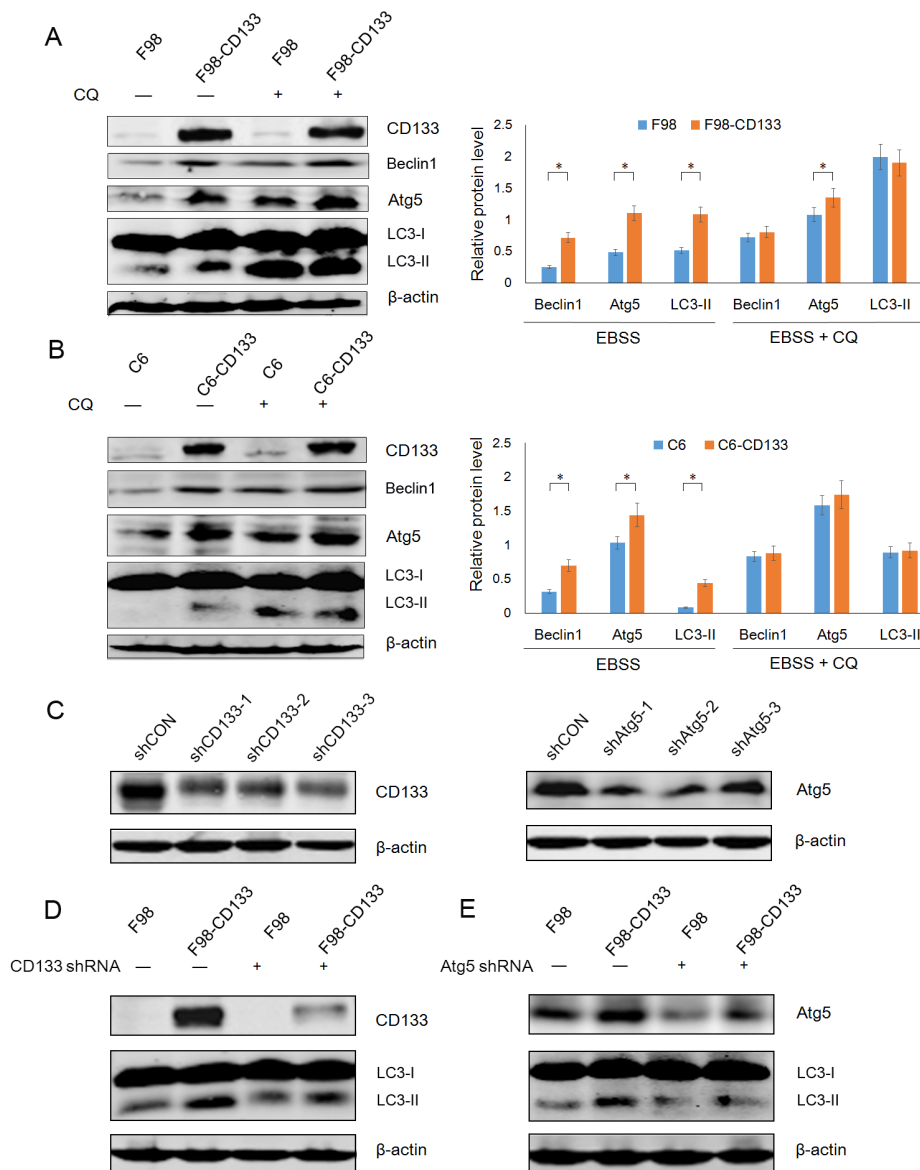 A
F98
F98-CD133
F98
F98-CD133
CQ — — + +
CD133
Beclin1
Atg5
LC3-I
LC3-II
β-actin
F98 F98-CD133
Relative protein level
2.5
2
1.5
1
0.5
0
* * * *
Beclin1 Atg5 LC3-II Beclin1 Atg5 LC3-II
EBSS EBSS + CQ
B
C6
C6-CD133
C6
C6-CD133
CQ — — + +
CD133
Beclin1
Atg5
LC3-I
LC3-II
β-actin
C6 C6-CD133
Relative protein level
2.5
2
1.5
1
0.5
0
* * *
Beclin1 Atg5 LC3-II Beclin1 Atg5 LC3-II
EBSS EBSS + CQ
C
shCON
shCD133-1
shCD133-2
shCD133-3
CD133
β-actin
shCON
shAtg5-1
shAtg5-2
shAtg5-3
Atg5
β-actin
D
F98
F98-CD133
F98
F98-CD133
CD133 shRNA — — + +
CD133
LC3-I
LC3-II
β-actin
E
F98
F98-CD133
F98
F98-CD133
Atg5 shRNA — — + +
Atg5
LC3-I
LC3-II
β-actin